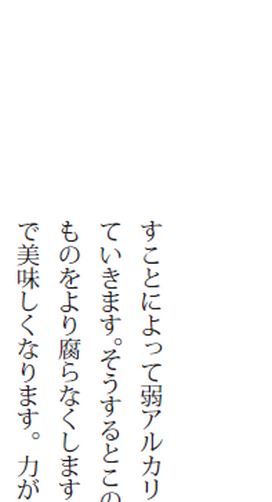 すことによって弱アルカリ
ていきます。そうするとこの
ものをより腐らなくします
で美味しくなります。力が